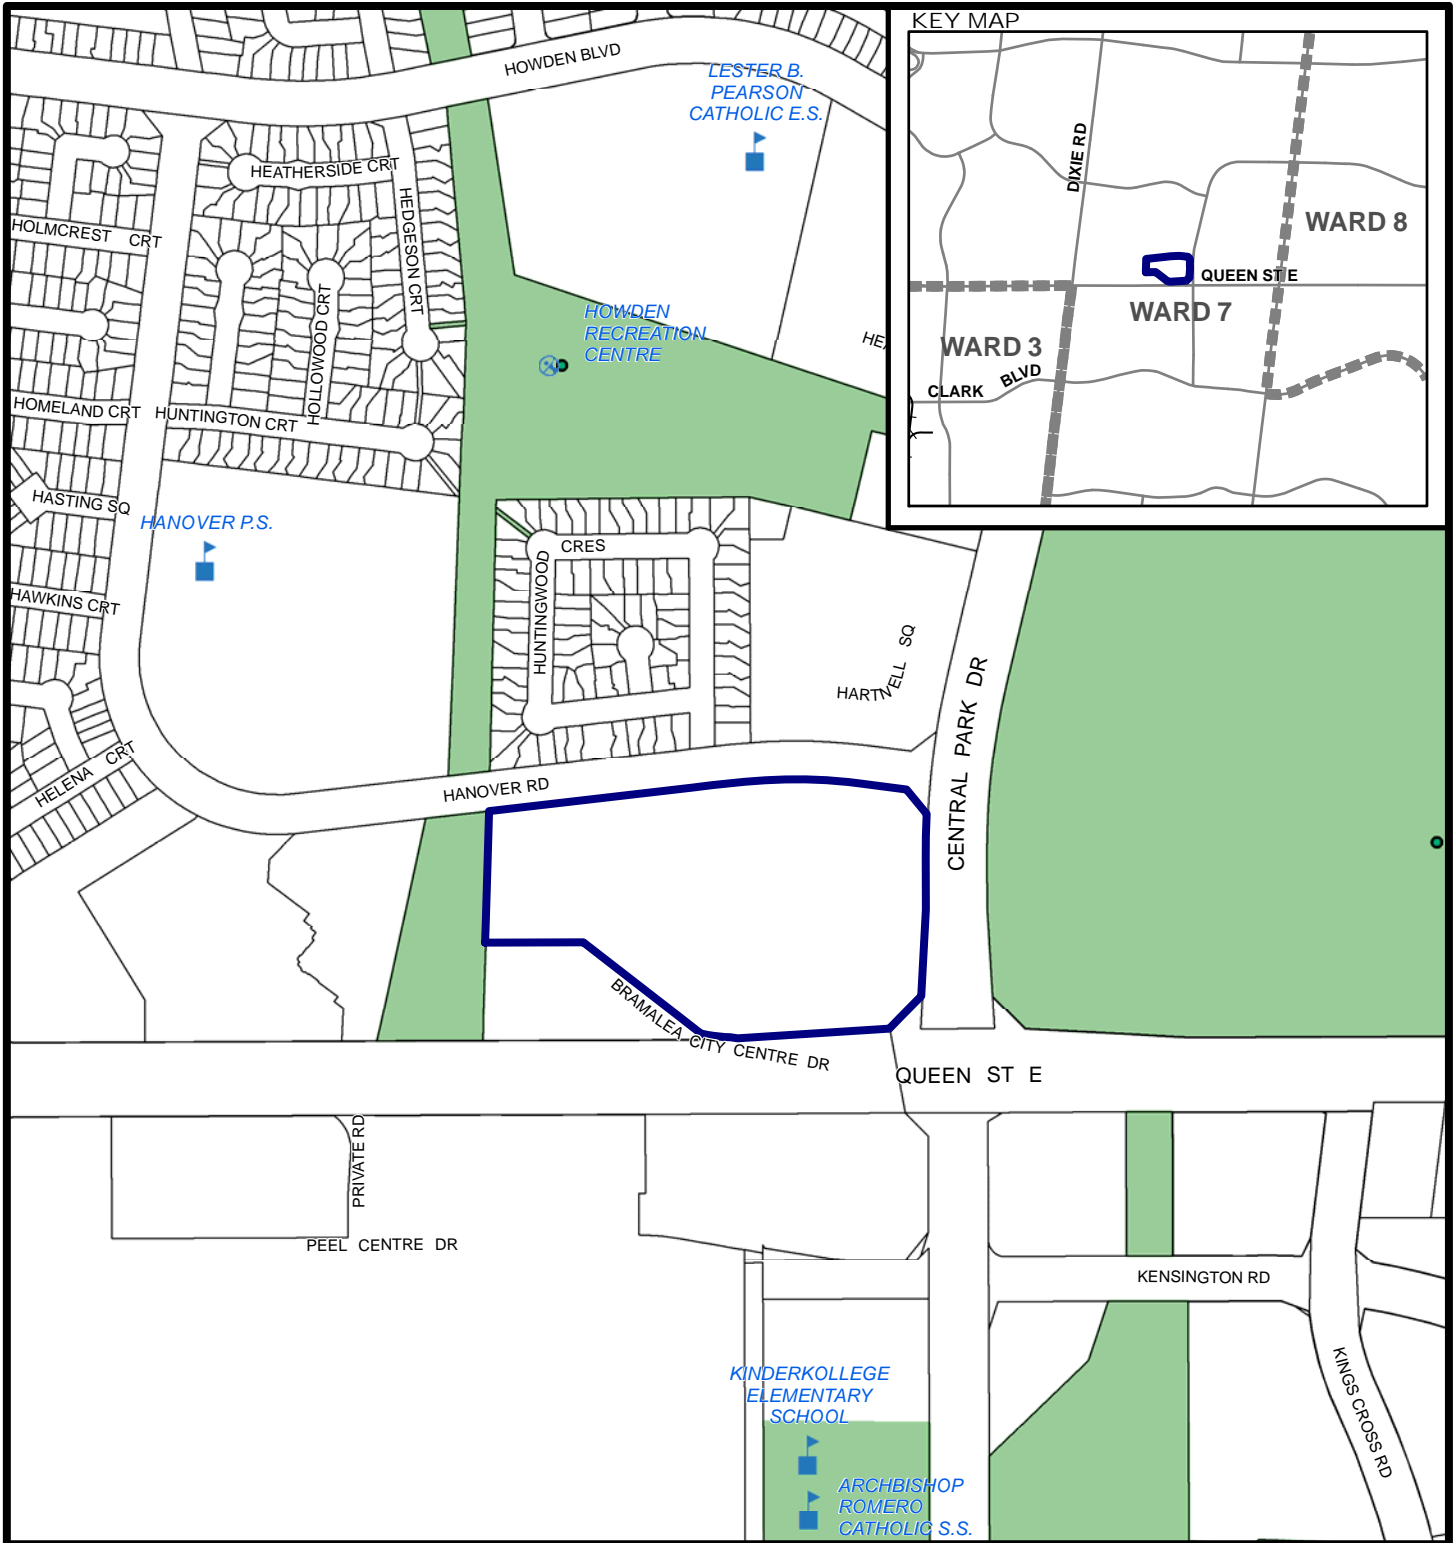 KEY MAP
DIXIE RD
WARD 8
QUEEN ST E
WARD 7
WARD 3
CLARK BLVD
HOWDEN BLVD
LESTER B.
PEARSON
CATHOLIC E.S.
HEATHERSIDE CRT
HEDGESON CRT
HOLMCREST CRT
HOLLOWOOD CRT
HOWDEN
RECREATION
CENTRE
HEA
HOMELAND CRT
HUNTINGTON CRT
HASTING SQ
HANOVER P.S.
HUNTINGWOOD CRES
HAWKINS CRT
HARTWELL SQ
CENTRAL PARK DR
HELENA CRT
HANOVER RD
BRAMALEA CITY CENTRE DR
QUEEN ST E
PRIVATE RD
PEEL CENTRE DR
KENSINGTON RD
KINGS CROSS RD
KINDERKOLLEGE
ELEMENTARY
SCHOOL
ARCHBISHOP
ROMERO
CATHOLIC S.S.